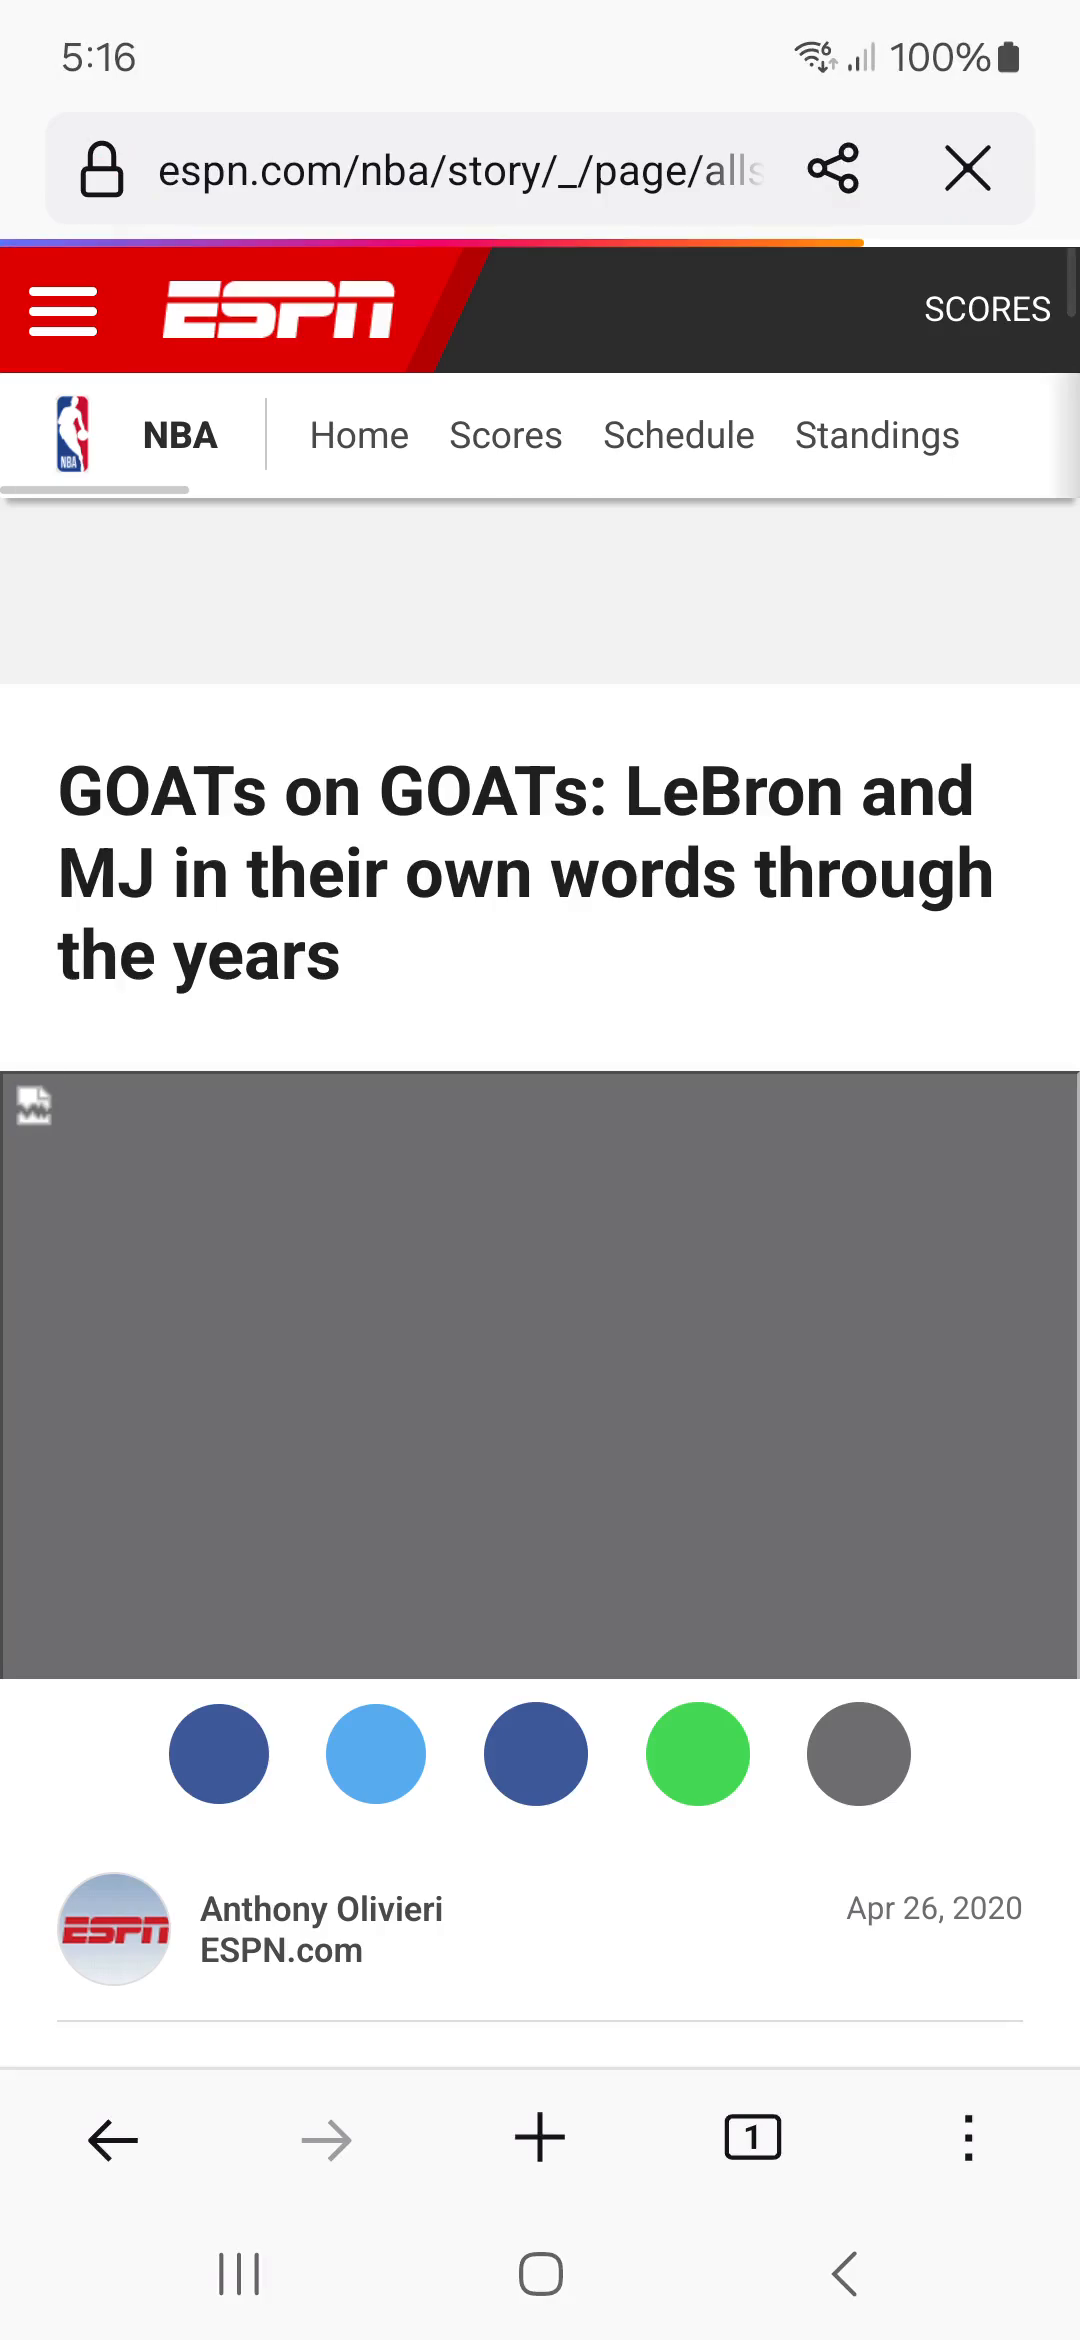 5:16
6 100%
espn.com/nba/story/_/page/alls
ESPN
SCORES
NBA
NBA Home Scores Schedule Standings
GOATs on GOATs: LeBron and
MJ in their own words through
the years
ESPN
Anthony Olivieri
Apr 26, 2020
ESPN.com
1